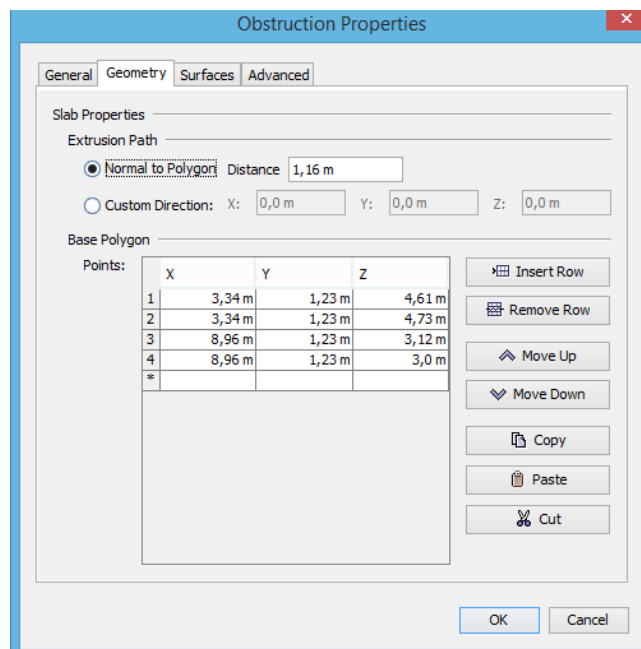 Obstruction Properties
General Geometry Surfaces Advanced
Slab Properties
Extrusion Path
Normal to Polygon Distance 1,16 m
Custom Direction: X: 0,0 m Y: 0,0 m Z: 0,0 m
Base Polygon
Points:
X Y Z
1 3,34 m 1,23 m 4,61 m
2 3,34 m 1,23 m 4,73 m
3 8,96 m 1,23 m 3,12 m
4 8,96 m 1,23 m 3,0 m
*
Insert Row
Remove Row
Move Up
Move Down
Copy
Paste
Cut
OK Cancel